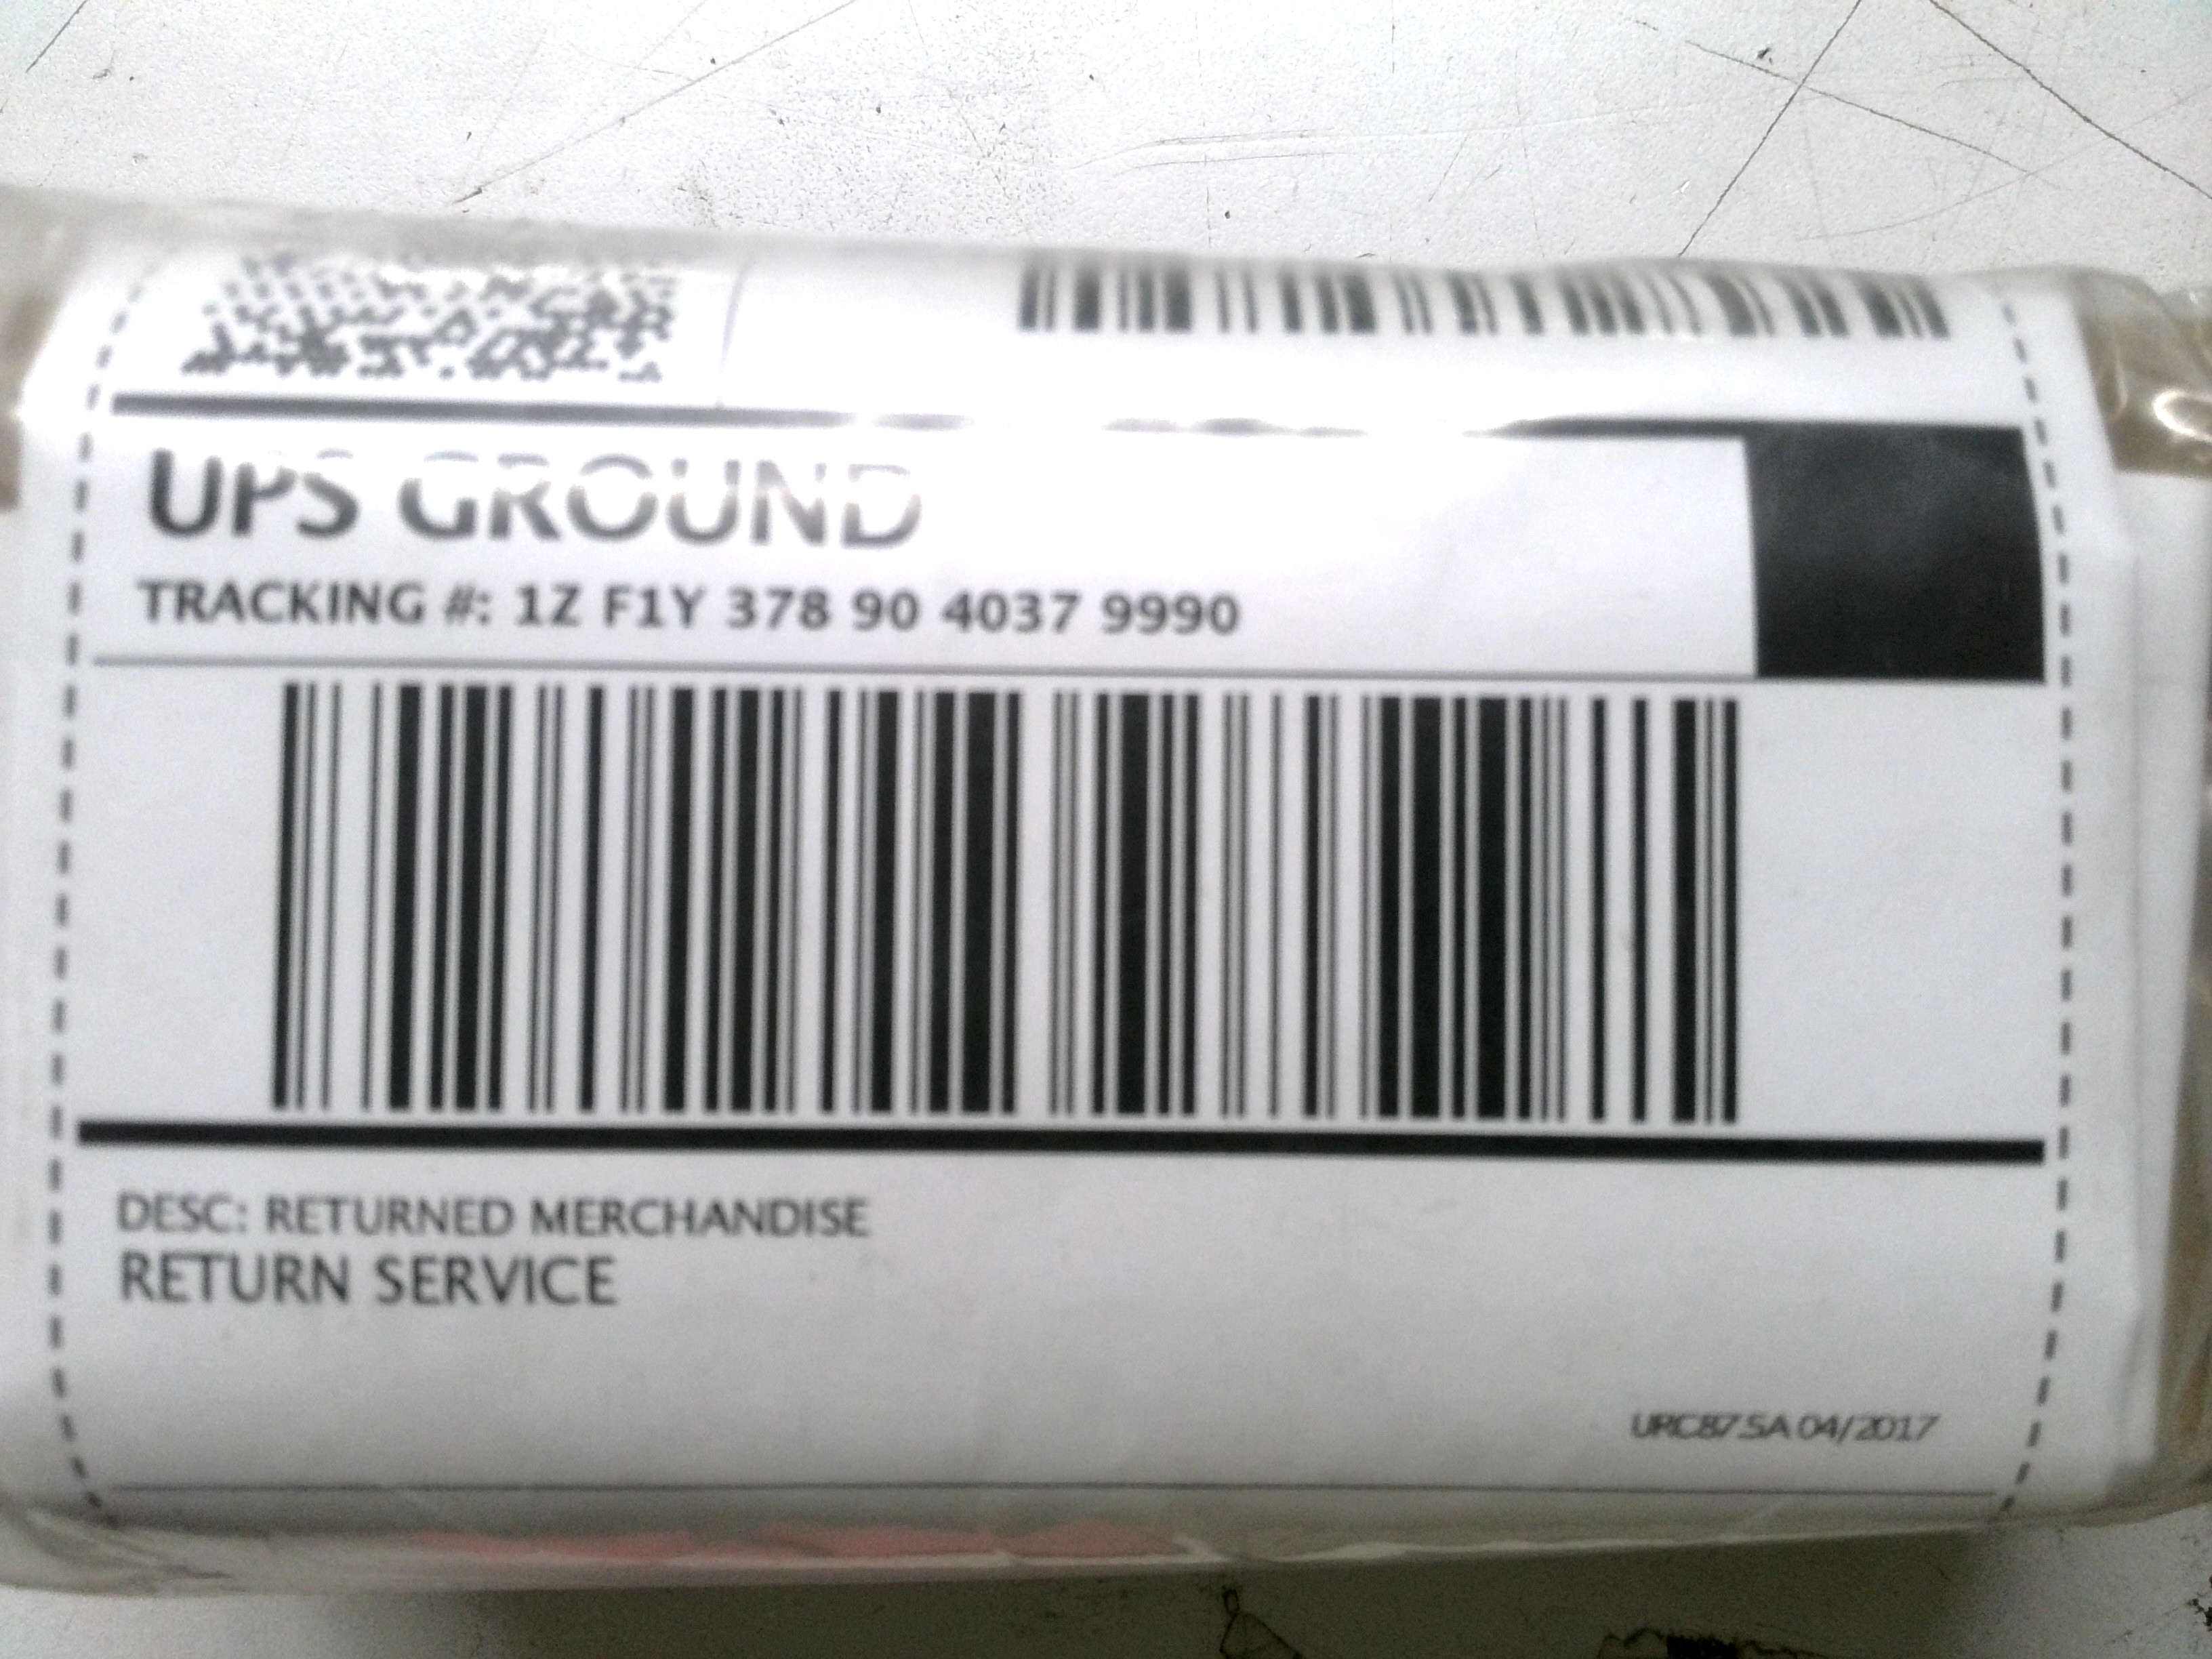 UPS GROUND
TRACKING #: 1Z F1Y 378 90 4037 9990
DESC: RETURNED MERCHANDISE
RETURN SERVICE
URC87.5A 04/2017